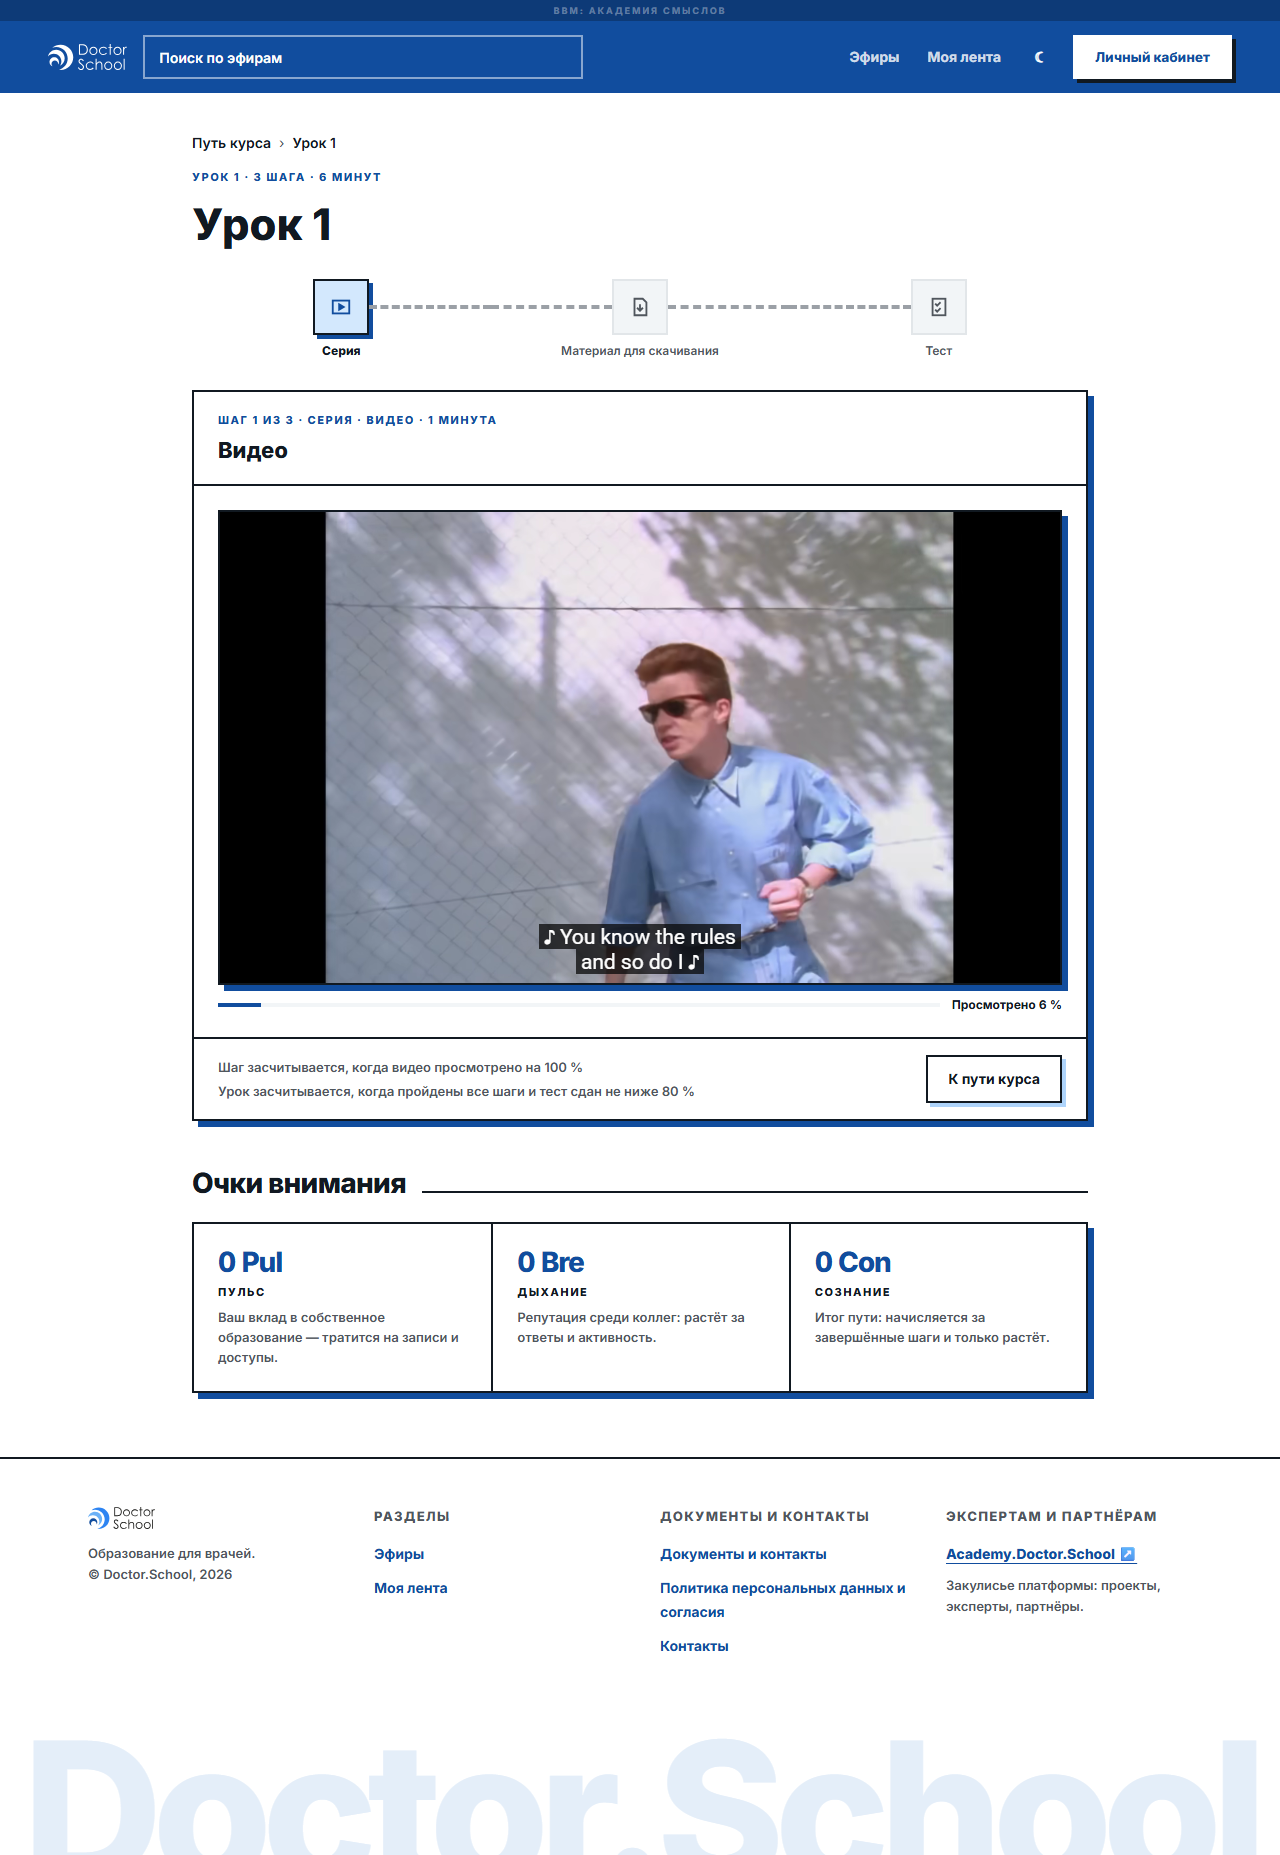 BBM: АКАДЕМИЯ СМЫСЛОВ
Doctor
School
Поиск по эфирам
Эфиры
Моя лента
Личный кабинет
Путь курса › Урок 1
УРОК 1 · 3 ШАГА · 6 МИНУТ
Урок 1
Серия
Материал для скачивания
Тест
ШАГ 1 ИЗ 3 · СЕРИЯ · ВИДЕО · 1 МИНУТА
Видео
♪ You know the rules
and so do I ♪
Просмотрено 6 %
Шаг засчитывается, когда видео просмотрено на 100 %
Урок засчитывается, когда пройдены все шаги и тест сдан не ниже 80 %
К пути курса
Очки внимания
0 Pul
ПУЛЬС
Ваш вклад в собственное
образование — тратится на записи и
доступы.
0 Bre
ДЫХАНИЕ
Репутация среди коллег: растёт за
ответы и активность.
0 Con
СОЗНАНИЕ
Итог пути: начисляется за
завершённые шаги и только растёт.
Doctor
School
Образование для врачей.
© Doctor.School, 2026
РАЗДЕЛЫ
Эфиры
Моя лента
ДОКУМЕНТЫ И КОНТАКТЫ
Документы и контакты
Политика персональных данных и
согласия
Контакты
ЭКСПЕРТАМ И ПАРТНЁРАМ
Academy.Doctor.School ↗
Закулисье платформы: проекты,
эксперты, партнёры.
Doctor.School